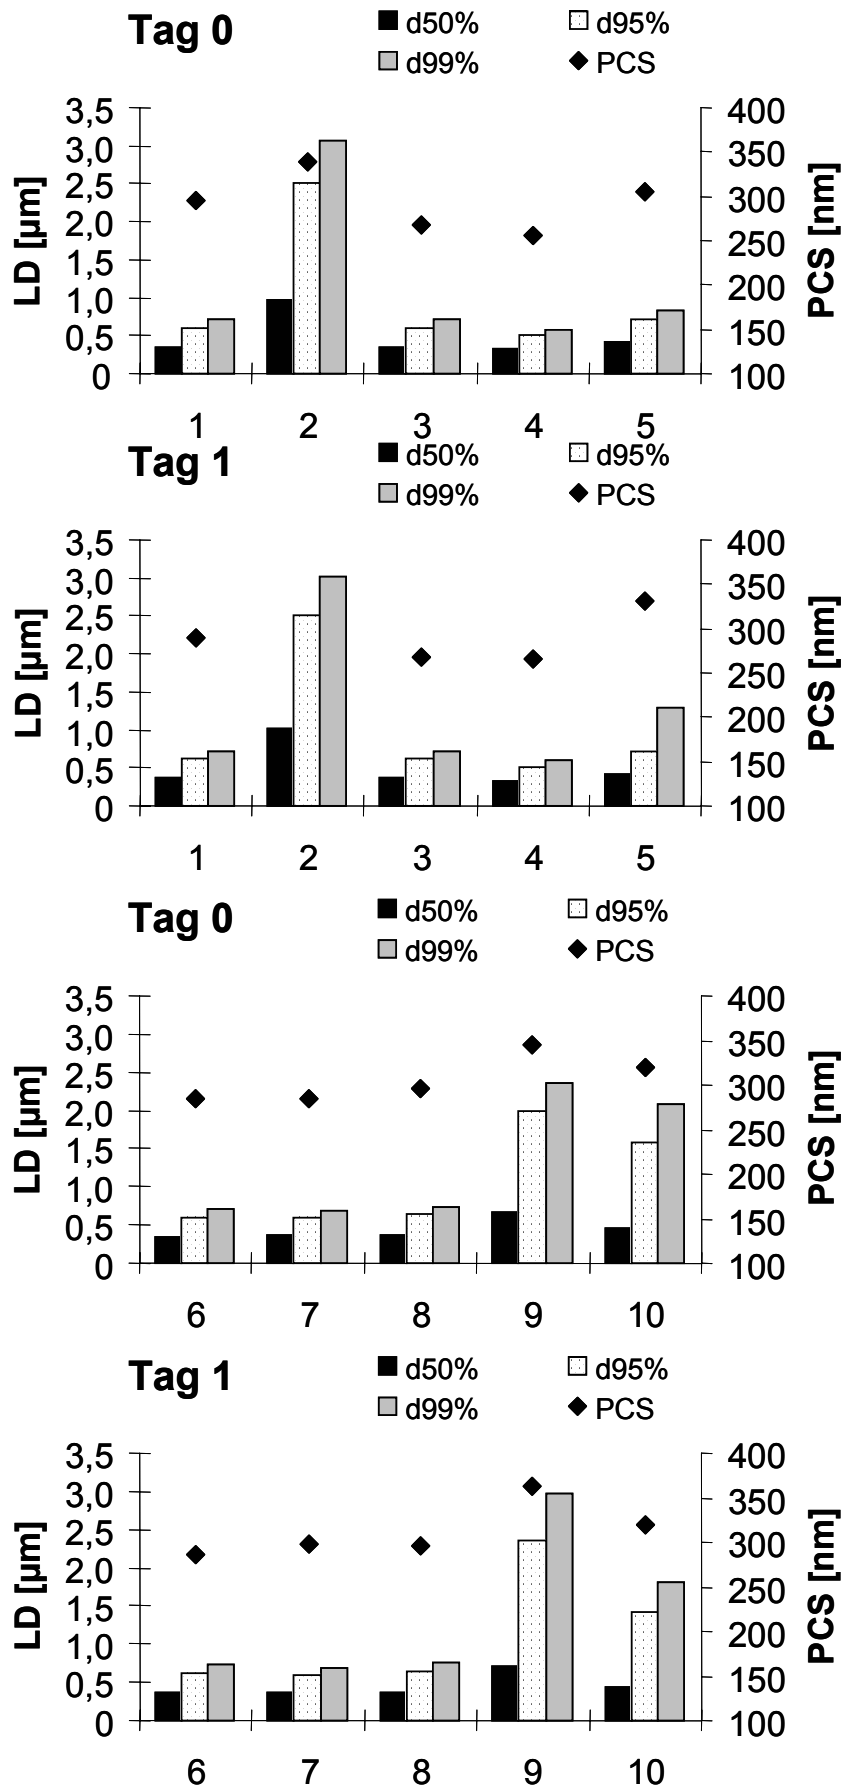 Tag 0
d50% d95%
d99% PCS
3,5 400
3,0 350
2,5 300
2,0 250
1,5 200
1,0 150
0,5 100
0
LD [µm]
PCS [nm]
1 2 3 4 5
Tag 1
d50% d95%
d99% PCS
3,5 400
3,0 350
2,5 300
2,0 250
1,5 200
1,0 150
0,5 100
0
LD [µm]
PCS [nm]
1 2 3 4 5
Tag 0
d50% d95%
d99% PCS
3,5 400
3,0 350
2,5 300
2,0 250
1,5 200
1,0 150
0,5 100
0
LD [µm]
PCS [nm]
6 7 8 9 10
Tag 1
d50% d95%
d99% PCS
3,5 400
3,0 350
2,5 300
2,0 250
1,5 200
1,0 150
0,5 100
0
LD [µm]
PCS [nm]
6 7 8 9 10